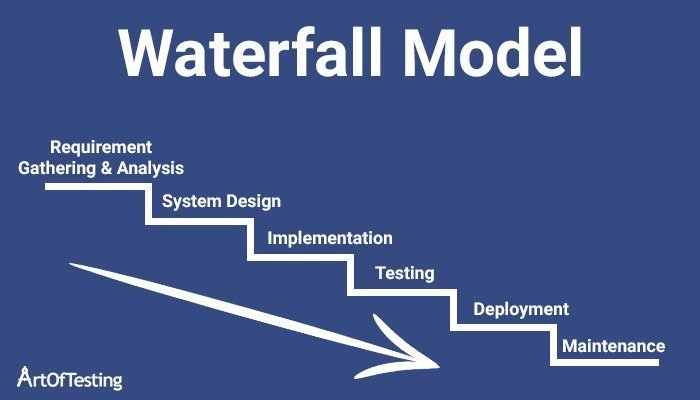 Waterfall Model
Requirement
Gathering & Analysis
System Design
Implementation
Testing
Deployment
Maintenance
ArtOfTesting